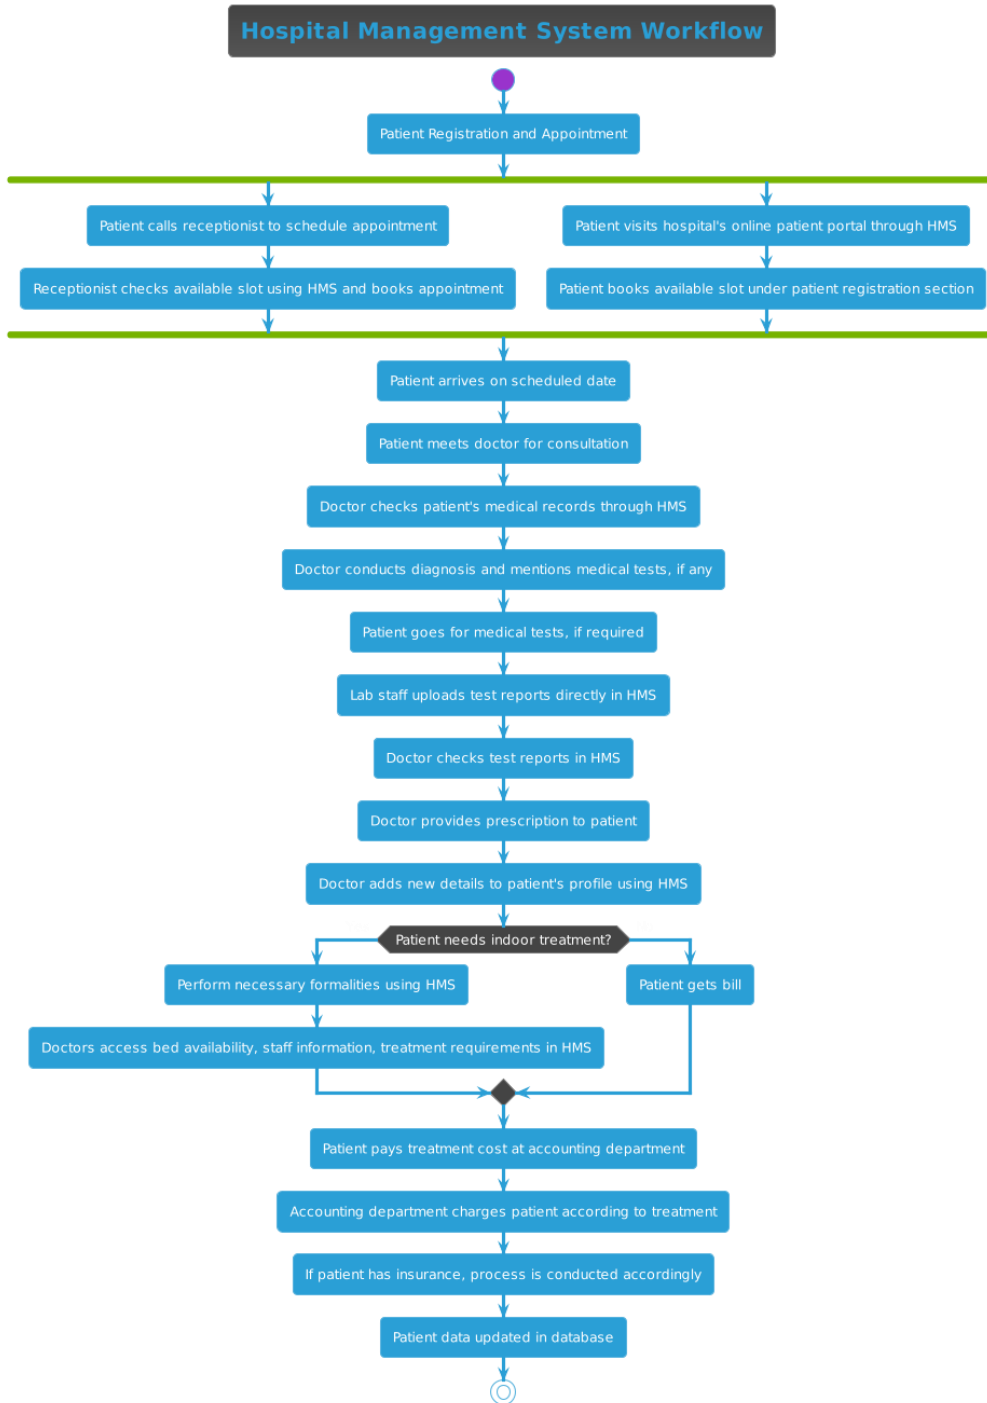 Hospital Management System Workflow
Patient Registration and Appointment
Patient calls receptionist to schedule appointment
Receptionist checks available slot using HMS and books appointment
Patient visits hospital's online patient portal through HMS
Patient books available slot under patient registration section
Patient arrives on scheduled date
Patient meets doctor for consultation
Doctor checks patient's medical records through HMS
Doctor conducts diagnosis and mentions medical tests, if any
Patient goes for medical tests, if required
Lab staff uploads test reports directly in HMS
Doctor checks test reports in HMS
Doctor provides prescription to patient
Doctor adds new details to patient's profile using HMS
Patient needs indoor treatment?
Perform necessary formalities using HMS
Doctors access bed availability, staff information, treatment requirements in HMS
Patient gets bill
Patient pays treatment cost at accounting department
Accounting department charges patient according to treatment
If patient has insurance, process is conducted accordingly
Patient data updated in database